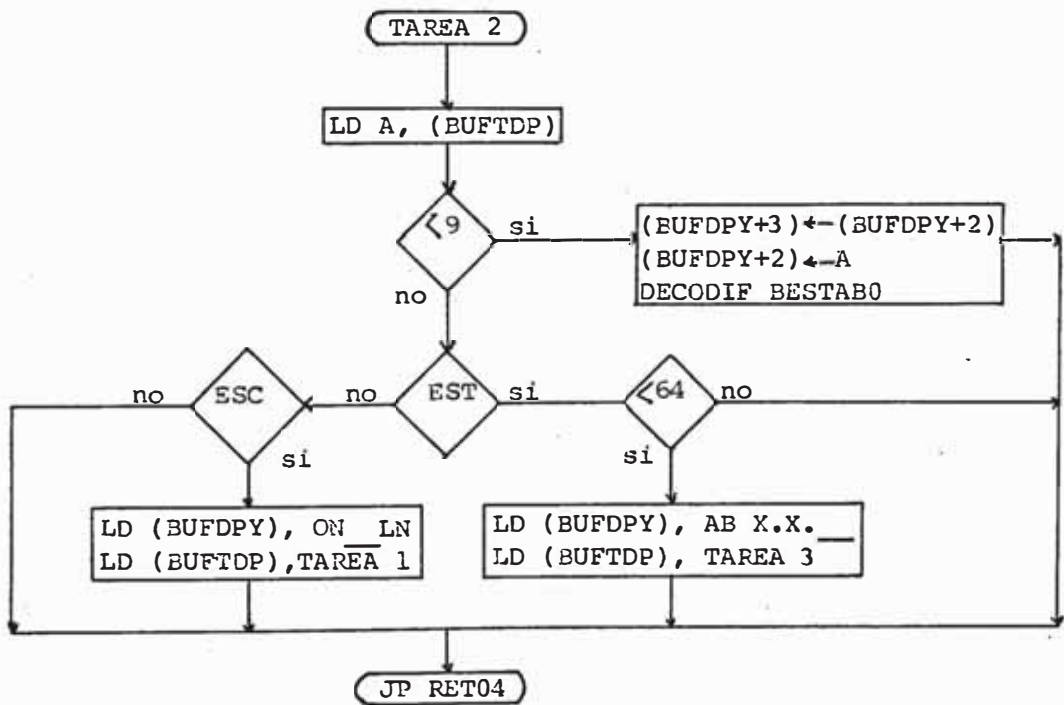 TAREA 2
LD A, (BUFTDP)
≤9
si
(BUFDPY+3)←(BUFDPY+2)
(BUFDPY+2)←A
DECODIF BESTAB0
no
EST
si
≤64
no
no
ESC
no
si
si
LD (BUFDPY), ON__LN
LD (BUFTDP),TAREA 1
LD (BUFDPY), AB X.X.__
LD (BUFTDP), TAREA 3
JP RET04